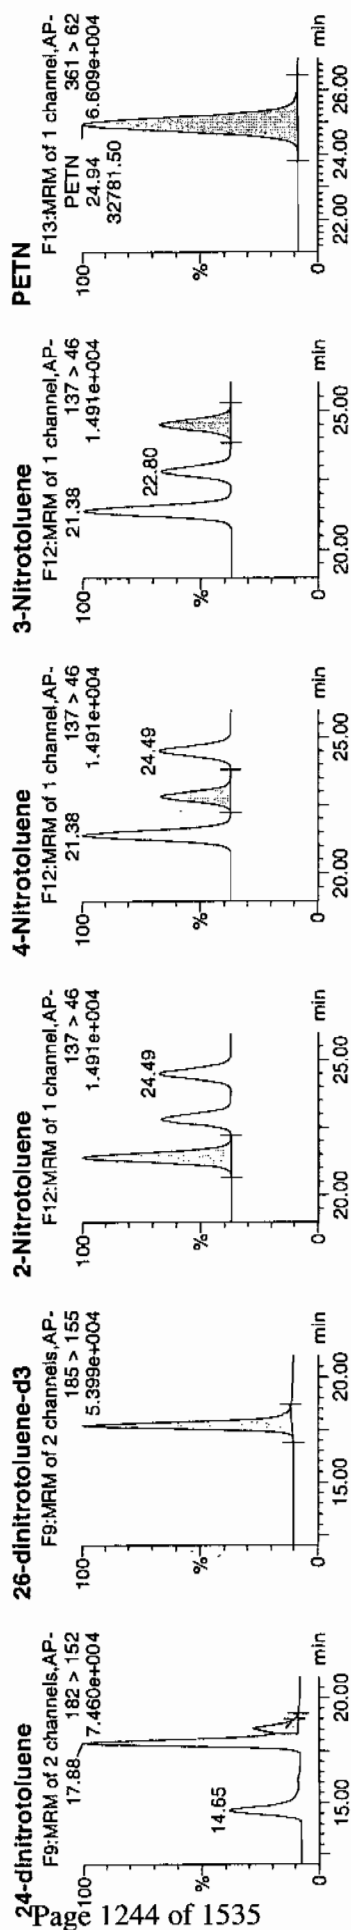 24-dinitrotoluene
F9:MRM of 2 channels,AP-
182 > 152
7.460e+004
17.88
14.65
100
%
0
15.00
20.00
min
26-dinitrotoluene-d3
F9:MRM of 2 channels,AP-
185 > 155
5.399e+004
100
%
0
15.00
20.00
min
2-Nitrotoluene
F12:MRM of 1 channel,AP-
137 > 46
1.491e+004
24.49
100
%
0
20.00
25.00
min
4-Nitrotoluene
F12:MRM of 1 channel,AP-
21.38
137 > 46
1.491e+004
24.49
100
%
0
20.00
25.00
min
3-Nitrotoluene
F12:MRM of 1 channel,AP-
21.38
137 > 46
1.491e+004
22.80
100
%
0
20.00
25.00
min
PETN
F13:MRM of 1 channel,AP-
PETN
24.94
32781.50
361 > 62
6.609e+004
100
%
0
22.00
24.00
26.00
min
Page 1244 of 1535